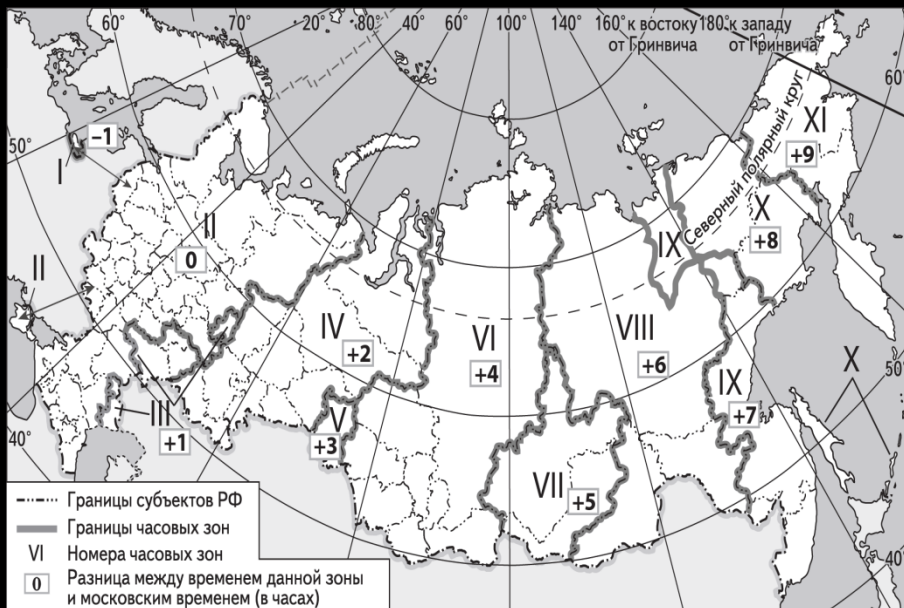 60° 70° 20° 80° 40° 60° 100° 140° 160° к востоку 180° к западу
от Гринвича от Гринвича
60°
50°
–1
I
Северный полярный круг
XI
+9
II
0
IX
X
+8
II
IV
+2
VI
+4
VIII
+6
X
50°
IX
+7
III
+1
V
+3
40°
40°
VII
+5
Границы субъектов РФ
Границы часовых зон
VI Номера часовых зон
0 Разница между временем данной зоны
и московским временем (в часах)